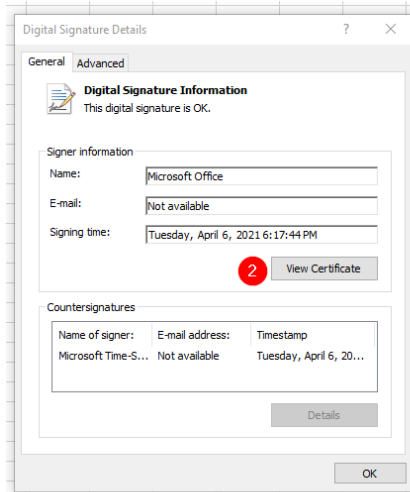 Digital Signature Details ? ×
General Advanced
Digital Signature Information
This digital signature is OK.
Signer information
Name: Microsoft Office
E-mail: Not available
Signing time: Tuesday, April 6, 2021 6:17:44 PM
2 View Certificate
Countersignatures
Name of signer: E-mail address: Timestamp
Microsoft Time-S... Not available Tuesday, April 6, 20...
Details
OK